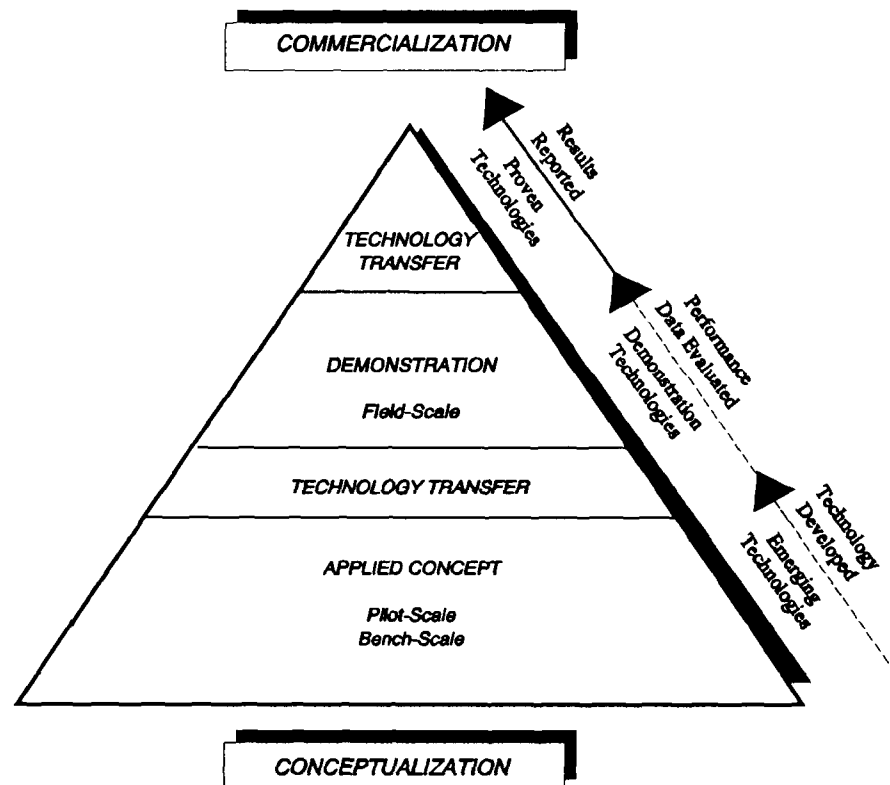 COMMERCIALIZATION
Results
Reported
Proven
Technologies
TECHNOLOGY
TRANSFER
Performance
Data Evaluated
Demonstration
Technologies
DEMONSTRATION
Field-Scale
TECHNOLOGY TRANSFER
Technology
Developed
Emerging
Technologies
APPLIED CONCEPT
Pilot-Scale
Bench-Scale
CONCEPTUALIZATION